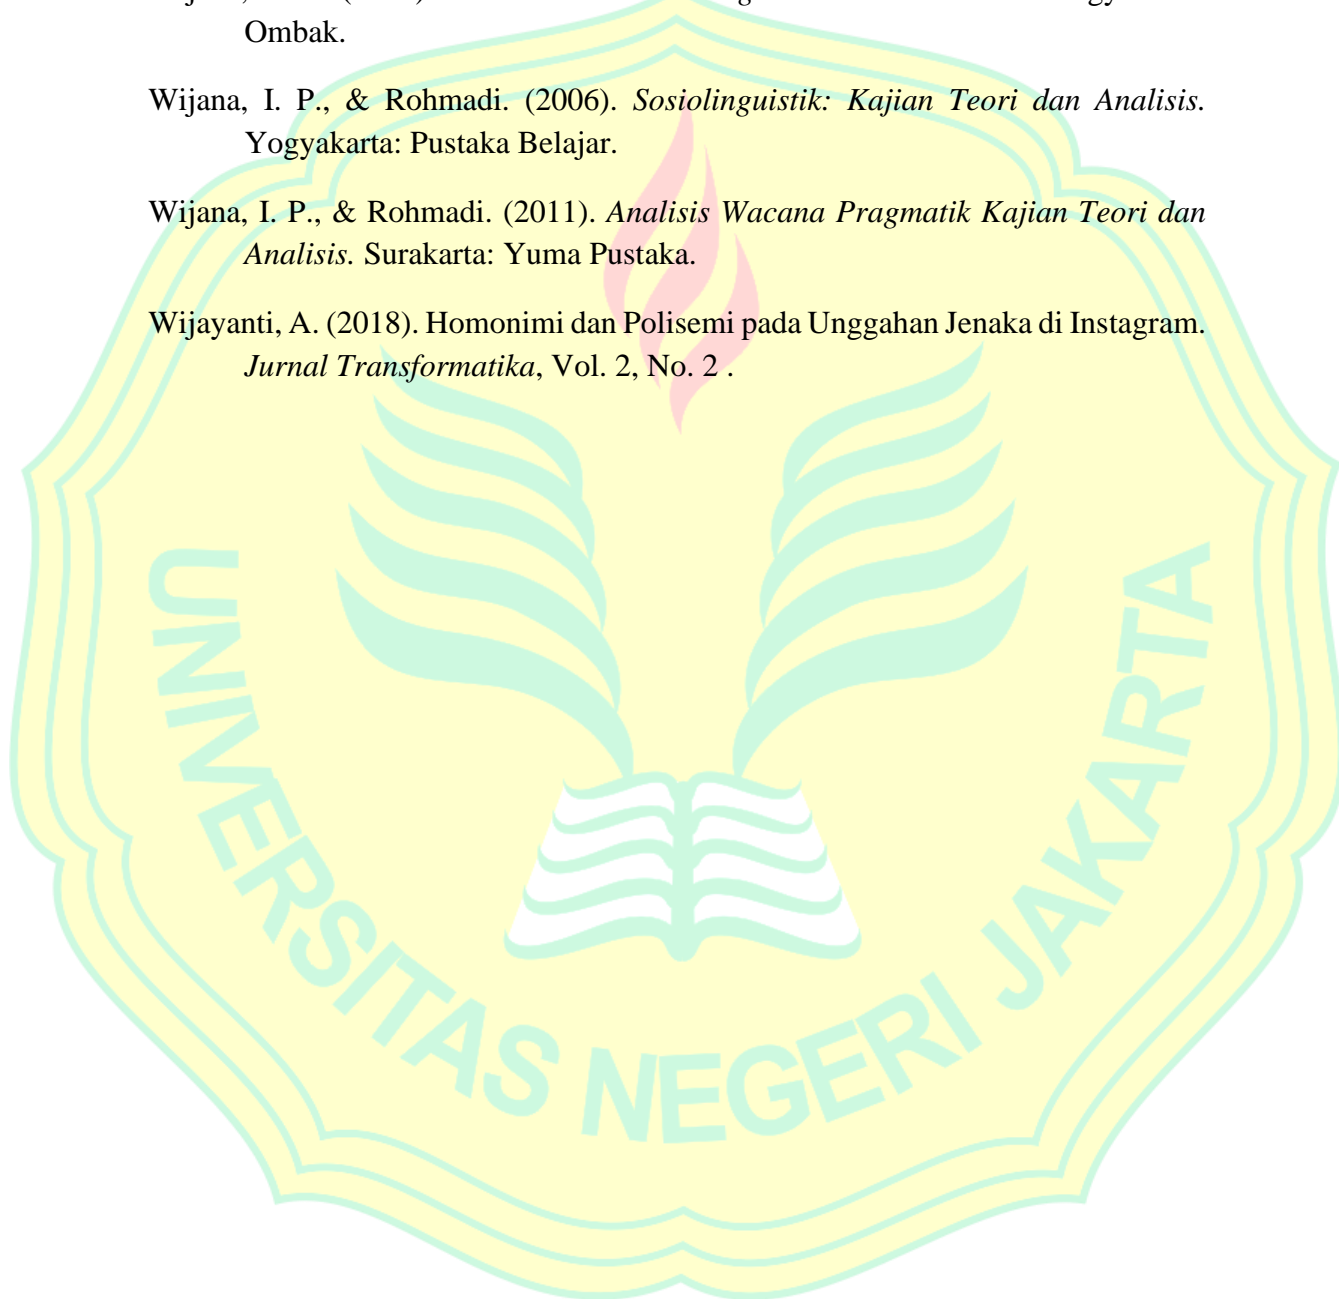 Ombak.
Wijana, I. P., & Rohmadi. (2006). Sosiolinguistik: Kajian Teori dan Analisis.
Yogyakarta: Pustaka Belajar.
Wijana, I. P., & Rohmadi. (2011). Analisis Wacana Pragmatik Kajian Teori dan
Analisis. Surakarta: Yuma Pustaka.
Wijayanti, A. (2018). Homonimi dan Polisemi pada Unggahan Jenaka di Instagram.
Jurnal Transformatika, Vol. 2, No. 2 .
UNIVERSITAS NEGERI JAKARTA